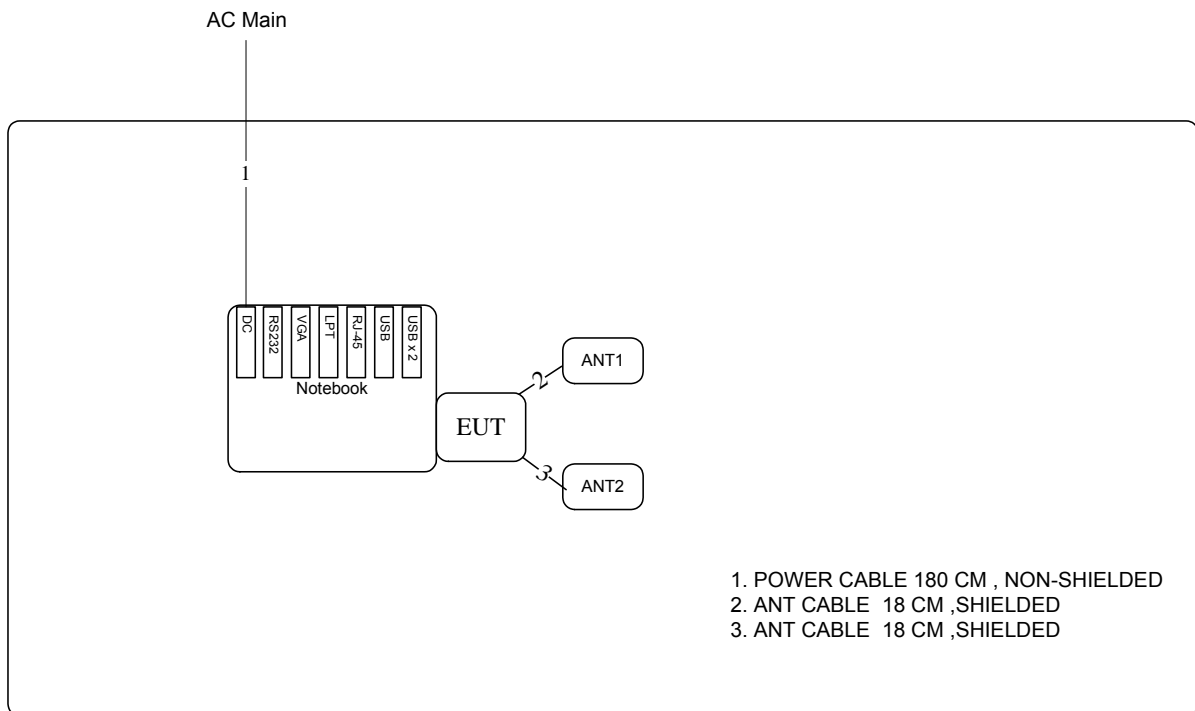 AC Main
1
DC
RS232
VGA
LPT
RJ-45
USB
USB x 2
Notebook
EUT
2
ANT1
3
ANT2
1. POWER CABLE 180 CM , NON-SHIELDED
2. ANT CABLE  18 CM ,SHIELDED
3. ANT CABLE  18 CM ,SHIELDED